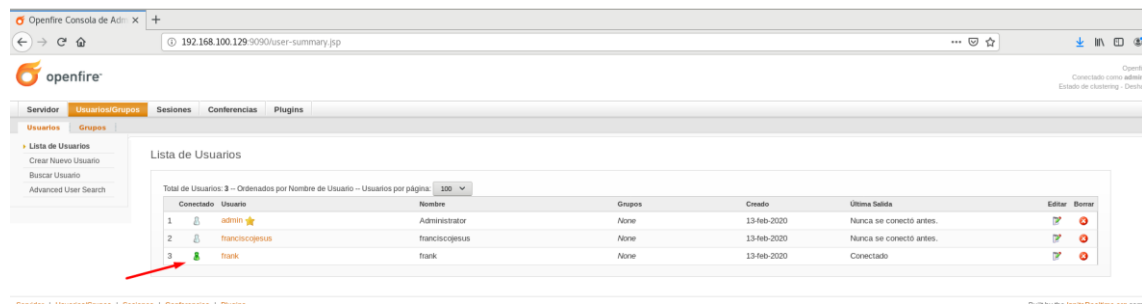 Openfire Consola de Adm
192.168.100.129:9090/user-summary.jsp
openfire
Conectado como admin
Estado de clustering -
Servidor Usuarios/Grupos Sesiones Conferencias Plugins
Usuarios Grupos
Lista de Usuarios
Crear Nuevo Usuario
Buscar Usuario
Advanced User Search
Lista de Usuarios
Total de Usuarios: 3 -- Ordenados por Nombre de Usuario -- Usuarios por página: 100
Conectado Usuario Nombre Grupos Creado Última Salida Editar Borrar
1 admin Administrator None 13-feb-2020 Nunca se conectó antes.
2 franciscojesus franciscojesus None 13-feb-2020 Nunca se conectó antes.
3 frank frank None 13-feb-2020 Conectado